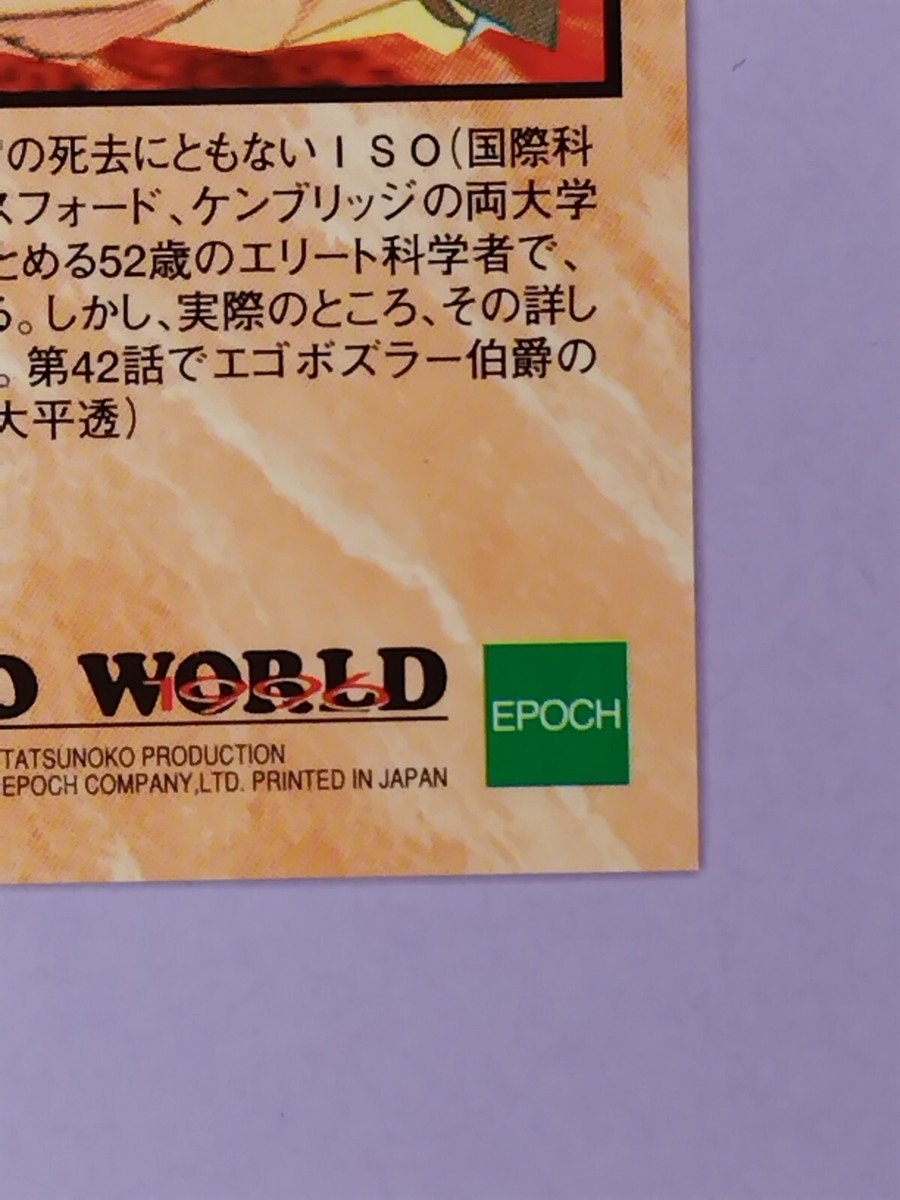 の死去にともないＩＳＯ(国際科
スフォード、ケンブリッジの両大学
とめる52歳のエリート科学者で、
る。しかし、実際のところ、その詳し
。第42話でエゴボズラー伯爵の
大平透)
O WORLD
1996
EPOCH
TATSUNOKO PRODUCTION
EPOCH COMPANY,LTD. PRINTED IN JAPAN